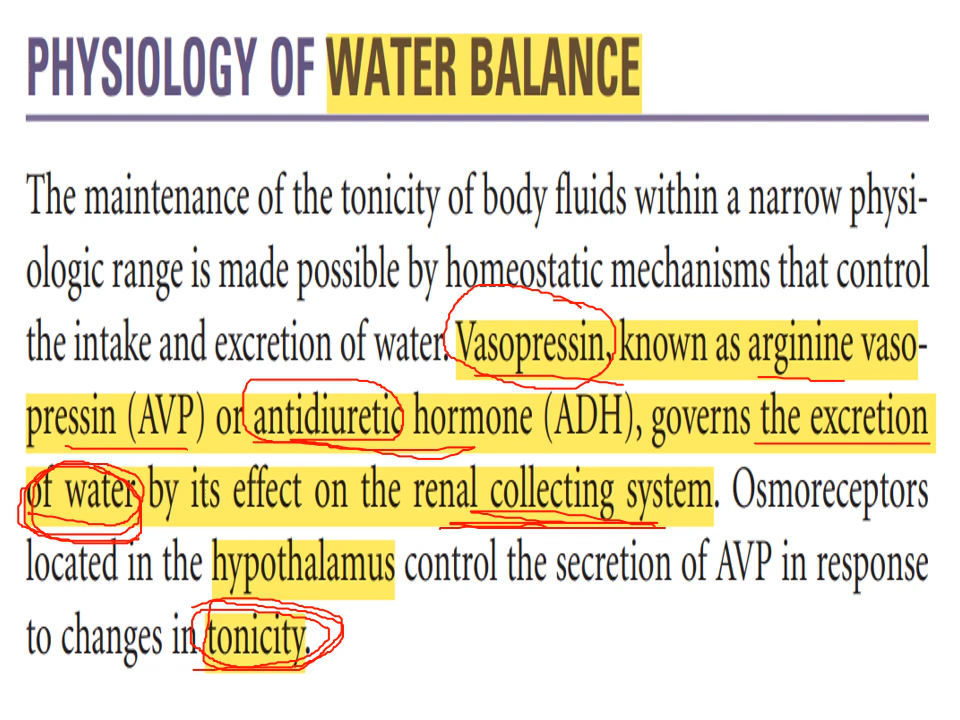 PHYSIOLOGY OF WATER BALANCE
The maintenance of the tonicity of body fluids within a narrow physi-
ologic range is made possible by homeostatic mechanisms that control
the intake and excretion of water. Vasopressin, known as arginine vaso-
pressin (AVP) or antidiuretic hormone (ADH), governs the excretion
of water by its effect on the renal collecting system. Osmoreceptors
located in the hypothalamus control the secretion of AVP in response
to changes in tonicity.